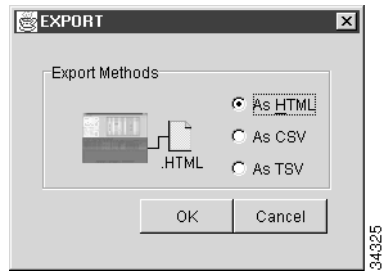 EXPORT
Export Methods
As HTML
As CSV
.HTML
As TSV
OK
Cancel
34325